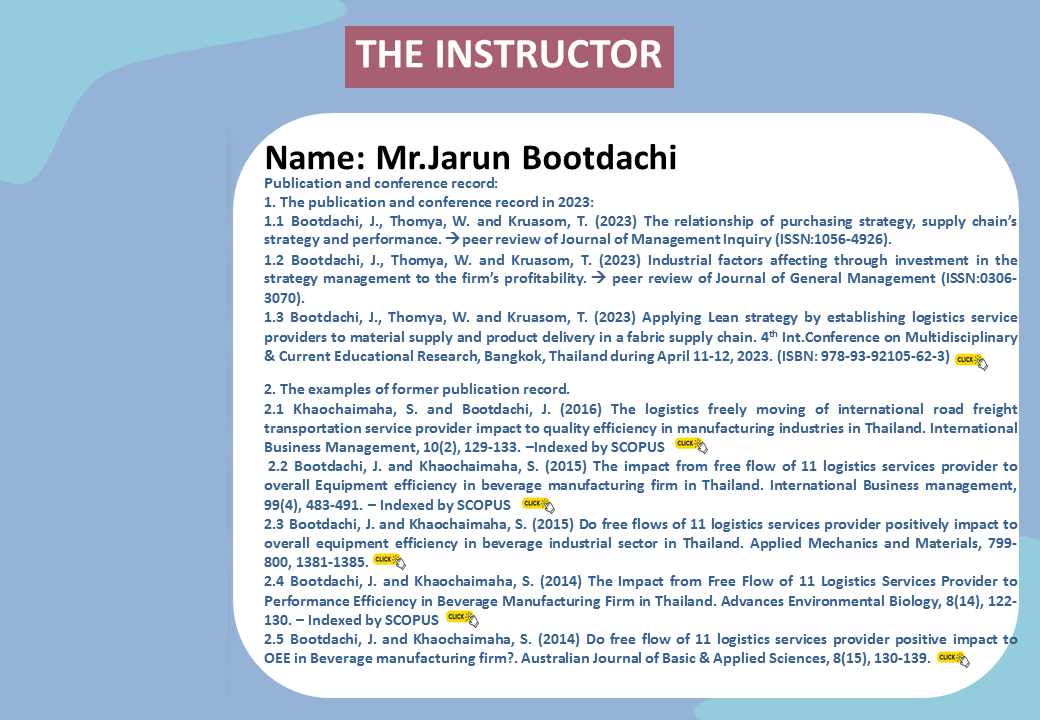 THE INSTRUCTOR
Name: Mr.Jarun Bootdachi
Publication and conference record:
1. The publication and conference record in 2023:
1.1 Bootdachi, J., Thomya, W. and Kruasom, T. (2023) The relationship of purchasing strategy, supply chain's
strategy and performance. → peer review of Journal of Management Inquiry (ISSN:1056-4926).
1.2 Bootdachi, J., Thomya, W. and Kruasom, T. (2023) Industrial factors affecting through investment in the
strategy management to the firm's profitability. → peer review of Journal of General Management (ISSN:0306-
3070).
1.3 Bootdachi, J., Thomya, W. and Kruasom, T. (2023) Applying Lean strategy by establishing logistics service
providers to material supply and product delivery in a fabric supply chain. 4th Int.Conference on Multidisciplinary
& Current Educational Research, Bangkok, Thailand during April 11-12, 2023. (ISBN: 978-93-92105-62-3) CLICK
2. The examples of former publication record.
2.1 Khaochaimaha, S. and Bootdachi, J. (2016) The logistics freely moving of international road freight
transportation service provider impact to quality efficiency in manufacturing industries in Thailand. International
Business Management, 10(2), 129-133. –Indexed by SCOPUS CLICK
2.2 Bootdachi, J. and Khaochaimaha, S. (2015) The impact from free flow of 11 logistics services provider to
overall Equipment efficiency in beverage manufacturing firm in Thailand. International Business management,
99(4), 483-491. – Indexed by SCOPUS CLICK
2.3 Bootdachi, J. and Khaochaimaha, S. (2015) Do free flows of 11 logistics services provider positively impact to
overall equipment efficiency in beverage industrial sector in Thailand. Applied Mechanics and Materials, 799-
800, 1381-1385. CLICK
2.4 Bootdachi, J. and Khaochaimaha, S. (2014) The Impact from Free Flow of 11 Logistics Services Provider to
Performance Efficiency in Beverage Manufacturing Firm in Thailand. Advances Environmental Biology, 8(14), 122-
130. – Indexed by SCOPUS CLICK
2.5 Bootdachi, J. and Khaochaimaha, S. (2014) Do free flow of 11 logistics services provider positive impact to
OEE in Beverage manufacturing firm?. Australian Journal of Basic & Applied Sciences, 8(15), 130-139. CLICK